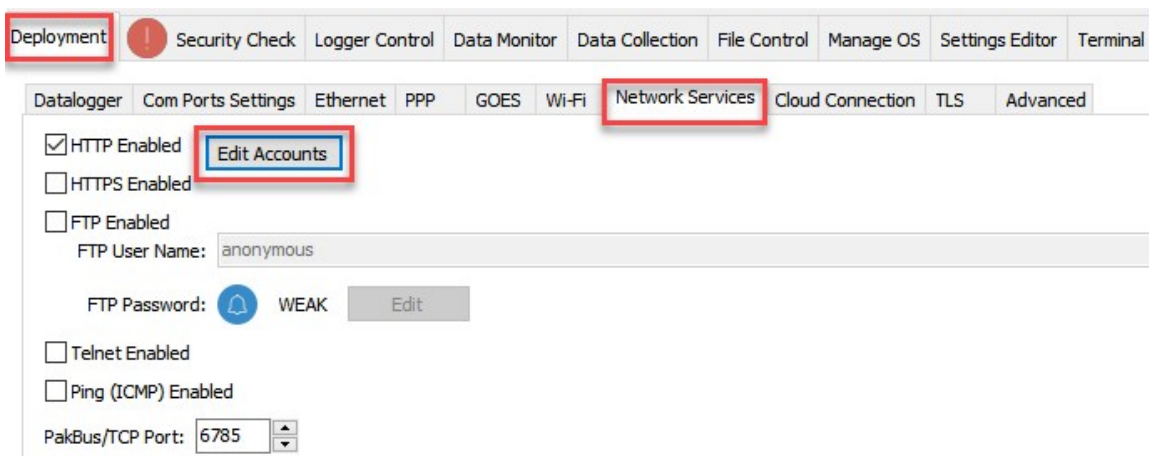 Deployment Security Check Logger Control Data Monitor Data Collection File Control Manage OS Settings Editor Terminal
Datalogger Com Ports Settings Ethernet PPP GOES Wi-Fi Network Services Cloud Connection TLS Advanced
HTTP Enabled Edit Accounts
HTTPS Enabled
FTP Enabled
FTP User Name: anonymous
FTP Password: WEAK Edit
Telnet Enabled
Ping (ICMP) Enabled
PakBus/TCP Port: 6785